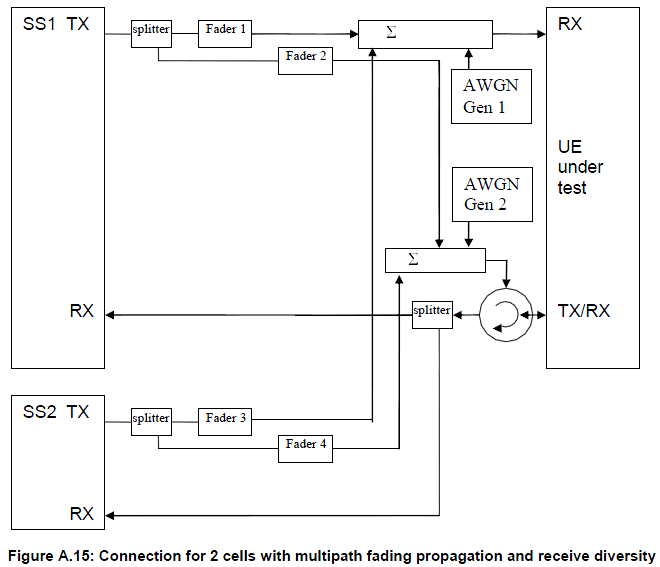 SS1 TX
splitter
Fader 1
Σ
RX
Fader 2
AWGN
Gen 1
UE
under
test
AWGN
Gen 2
Σ
RX
splitter
TX/RX
SS2 TX
splitter
Fader 3
Fader 4
RX
Figure A.15: Connection for 2 cells with multipath fading propagation and receive diversity